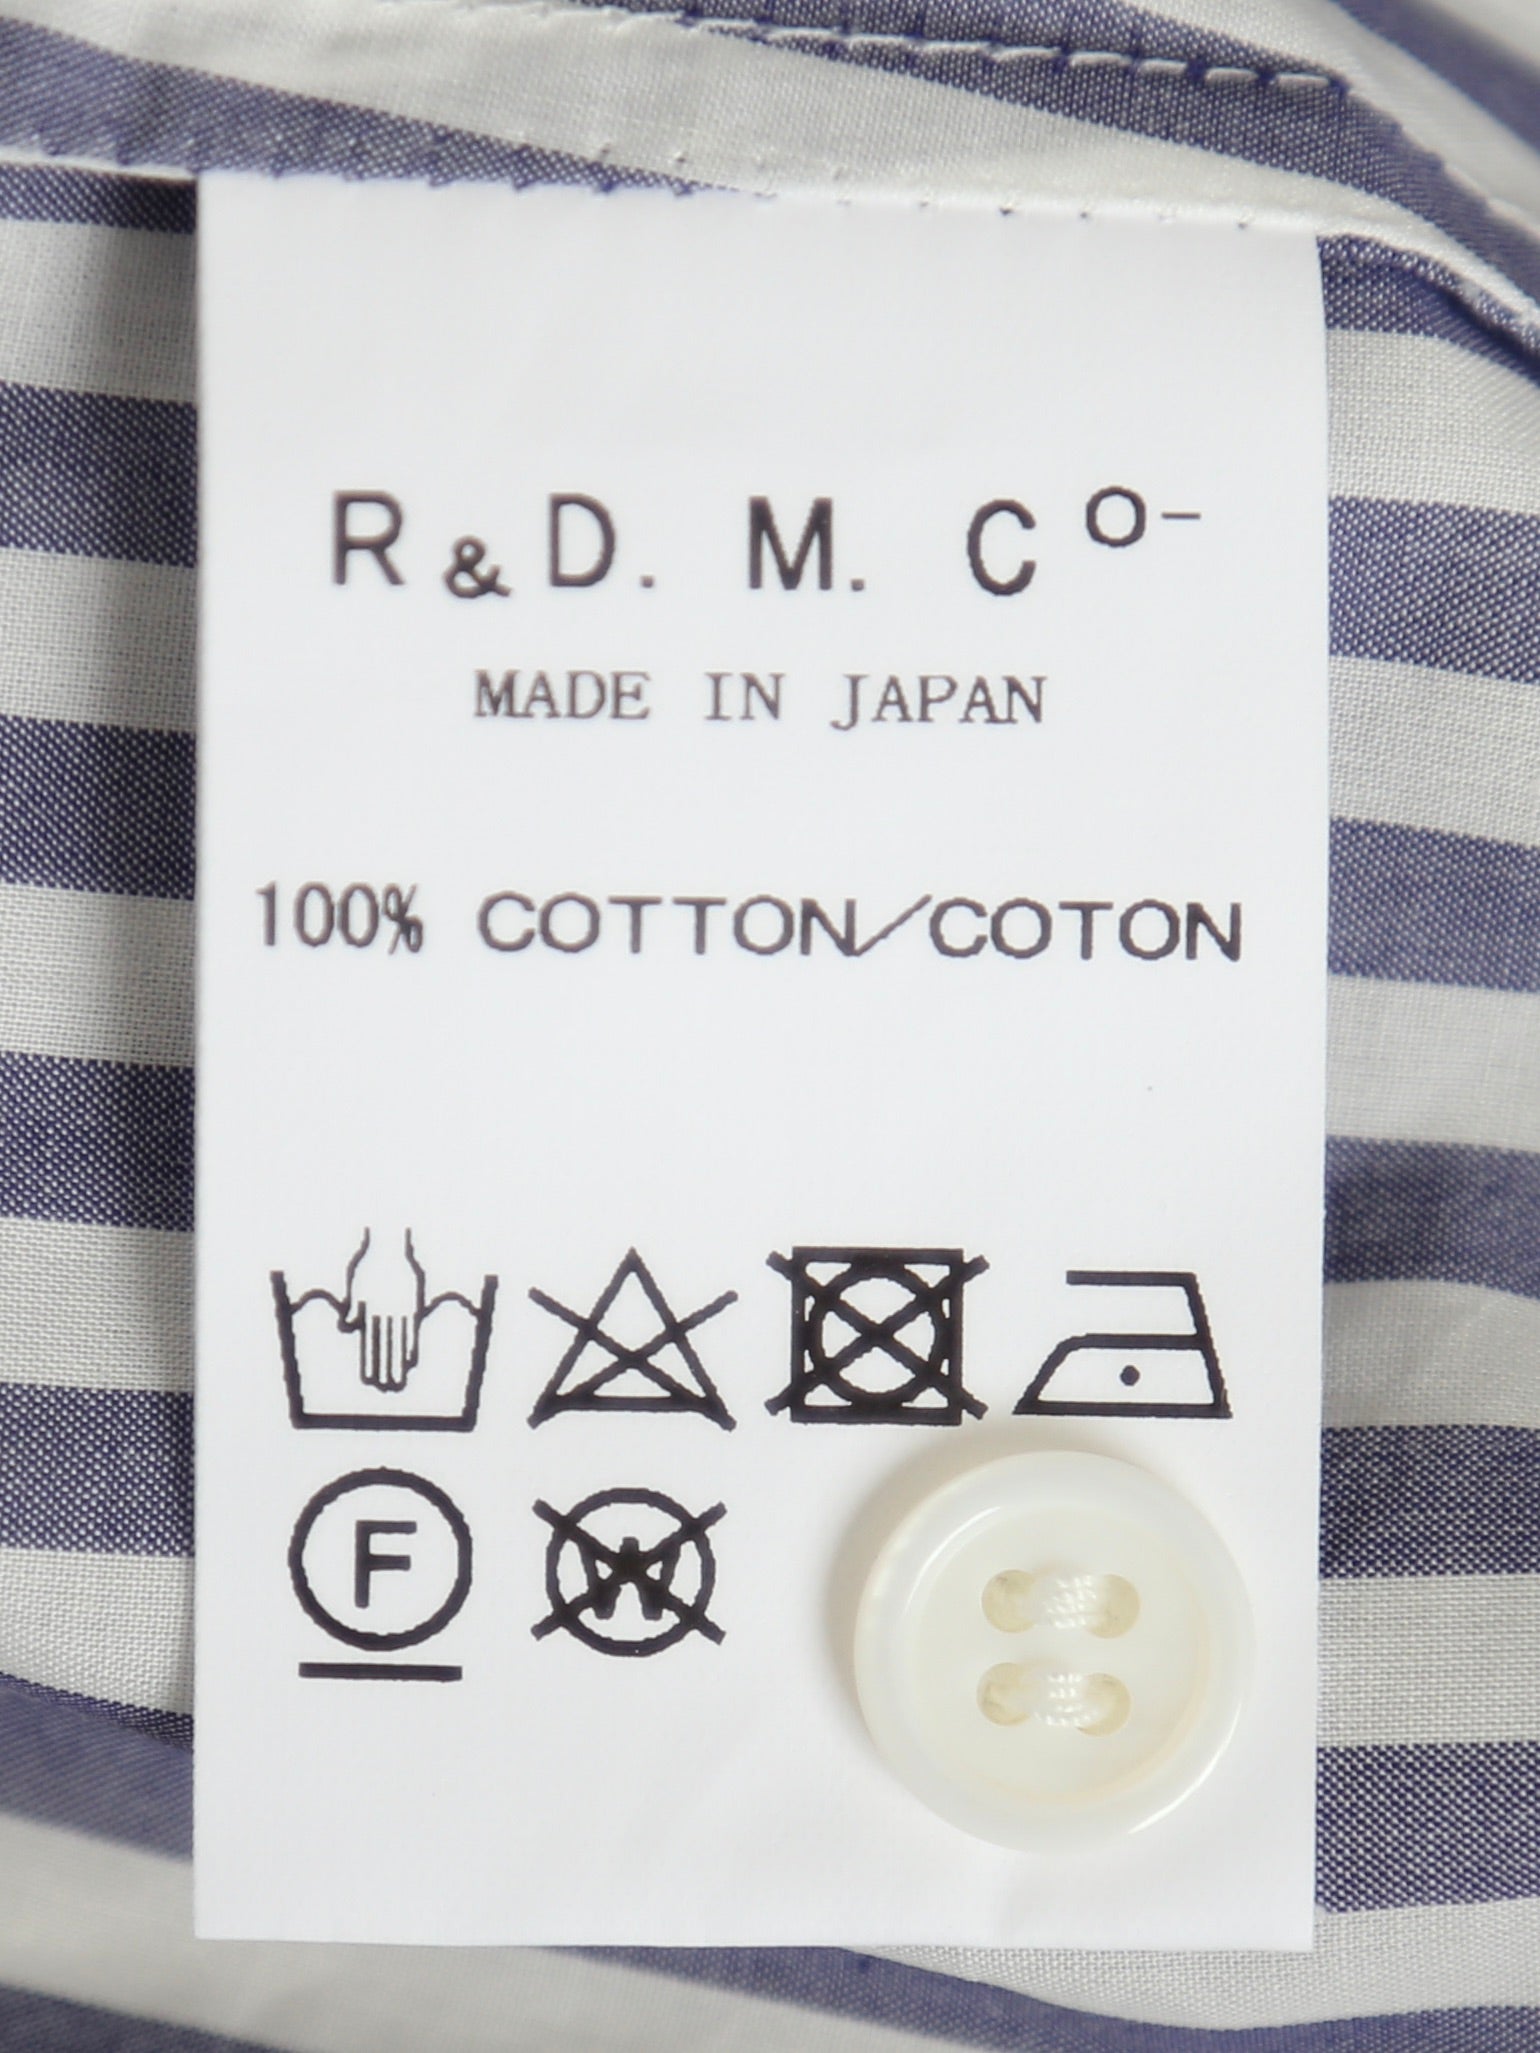 R&D. M. Co-
MADE IN JAPAN
100% COTTON/COTON
F
W